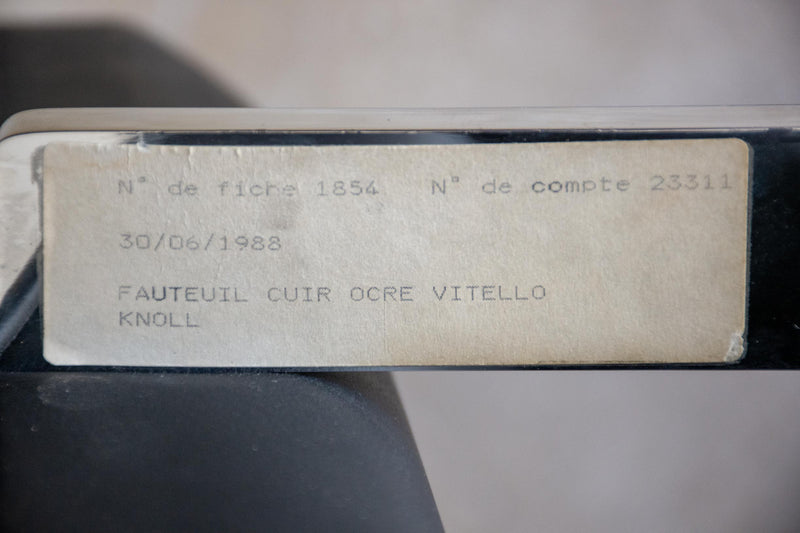 N° de fiche 1854 N° de compte 23311
30/06/1988
FAUTEUIL CUIR OCRE VITELLO
KNOLL